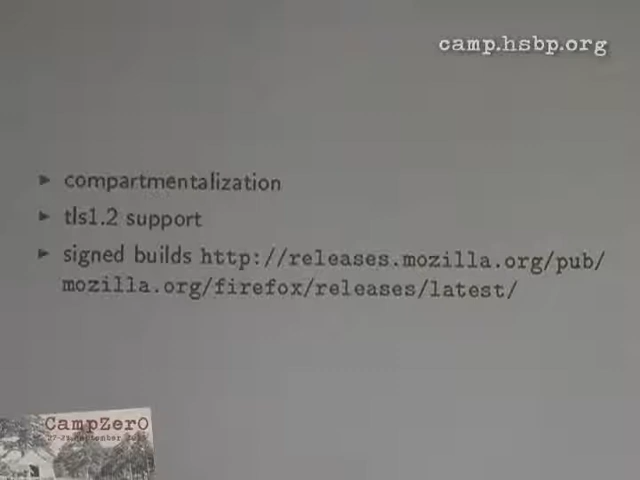 camp.hsbp.org
▸ compartmentalization
▸ tls1.2 support
▸ signed builds http://releases.mozilla.org/pub/
mozilla.org/firefox/releases/latest/
CampZer0